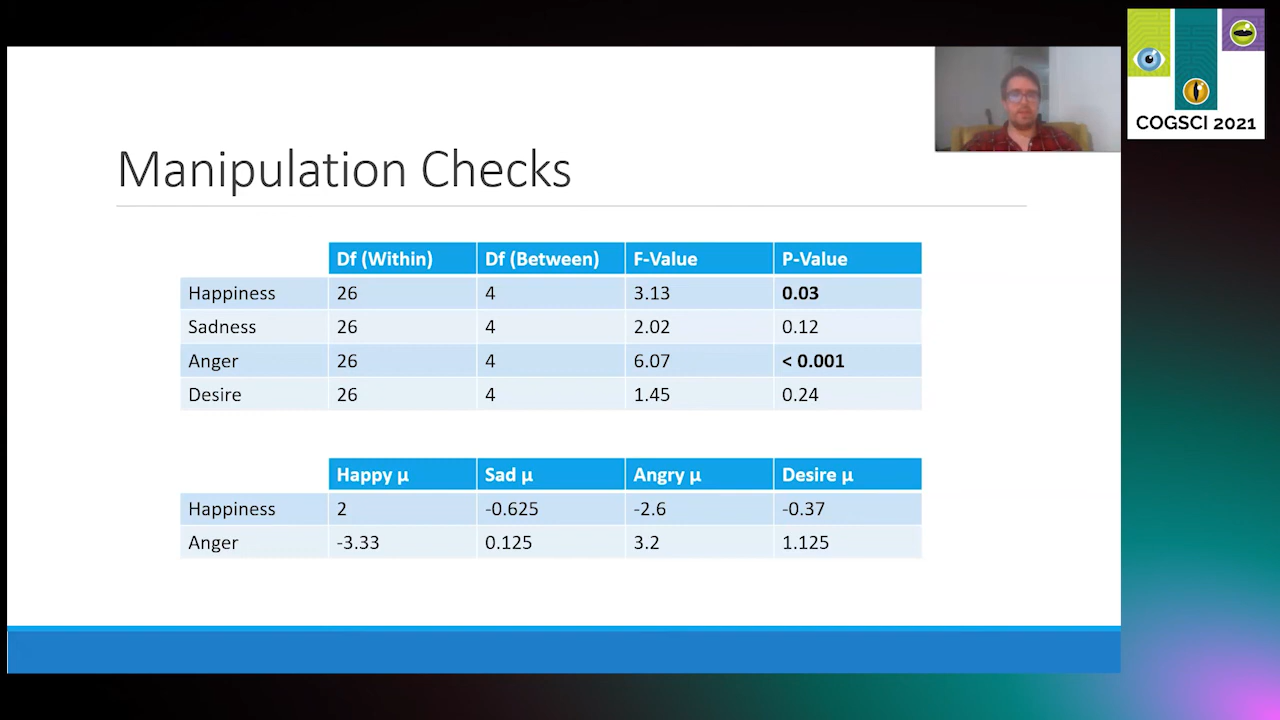 COGSCI 2021
Manipulation Checks
Df (Within) Df (Between) F-Value P-Value
Happiness 26 4 3.13 0.03
Sadness 26 4 2.02 0.12
Anger 26 4 6.07 < 0.001
Desire 26 4 1.45 0.24
Happy μ Sad μ Angry μ Desire μ
Happiness 2 -0.625 -2.6 -0.37
Anger -3.33 0.125 3.2 1.125